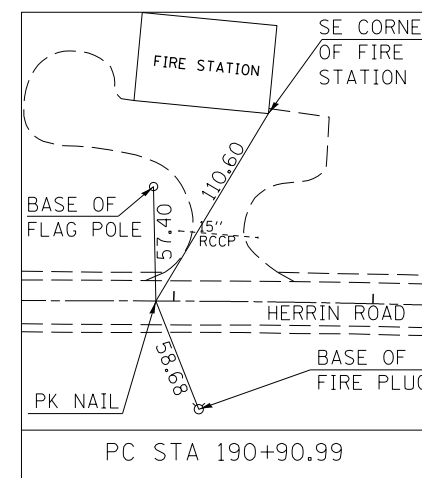 SE CORNE
OF FIRE
STATION
FIRE STATION
110.60
BASE OF
FLAG POLE
57.40
15''
RCCP
HERRIN ROAD
58.68
BASE OF
FIRE PLUG
PK NAIL
PC STA 190+90.99